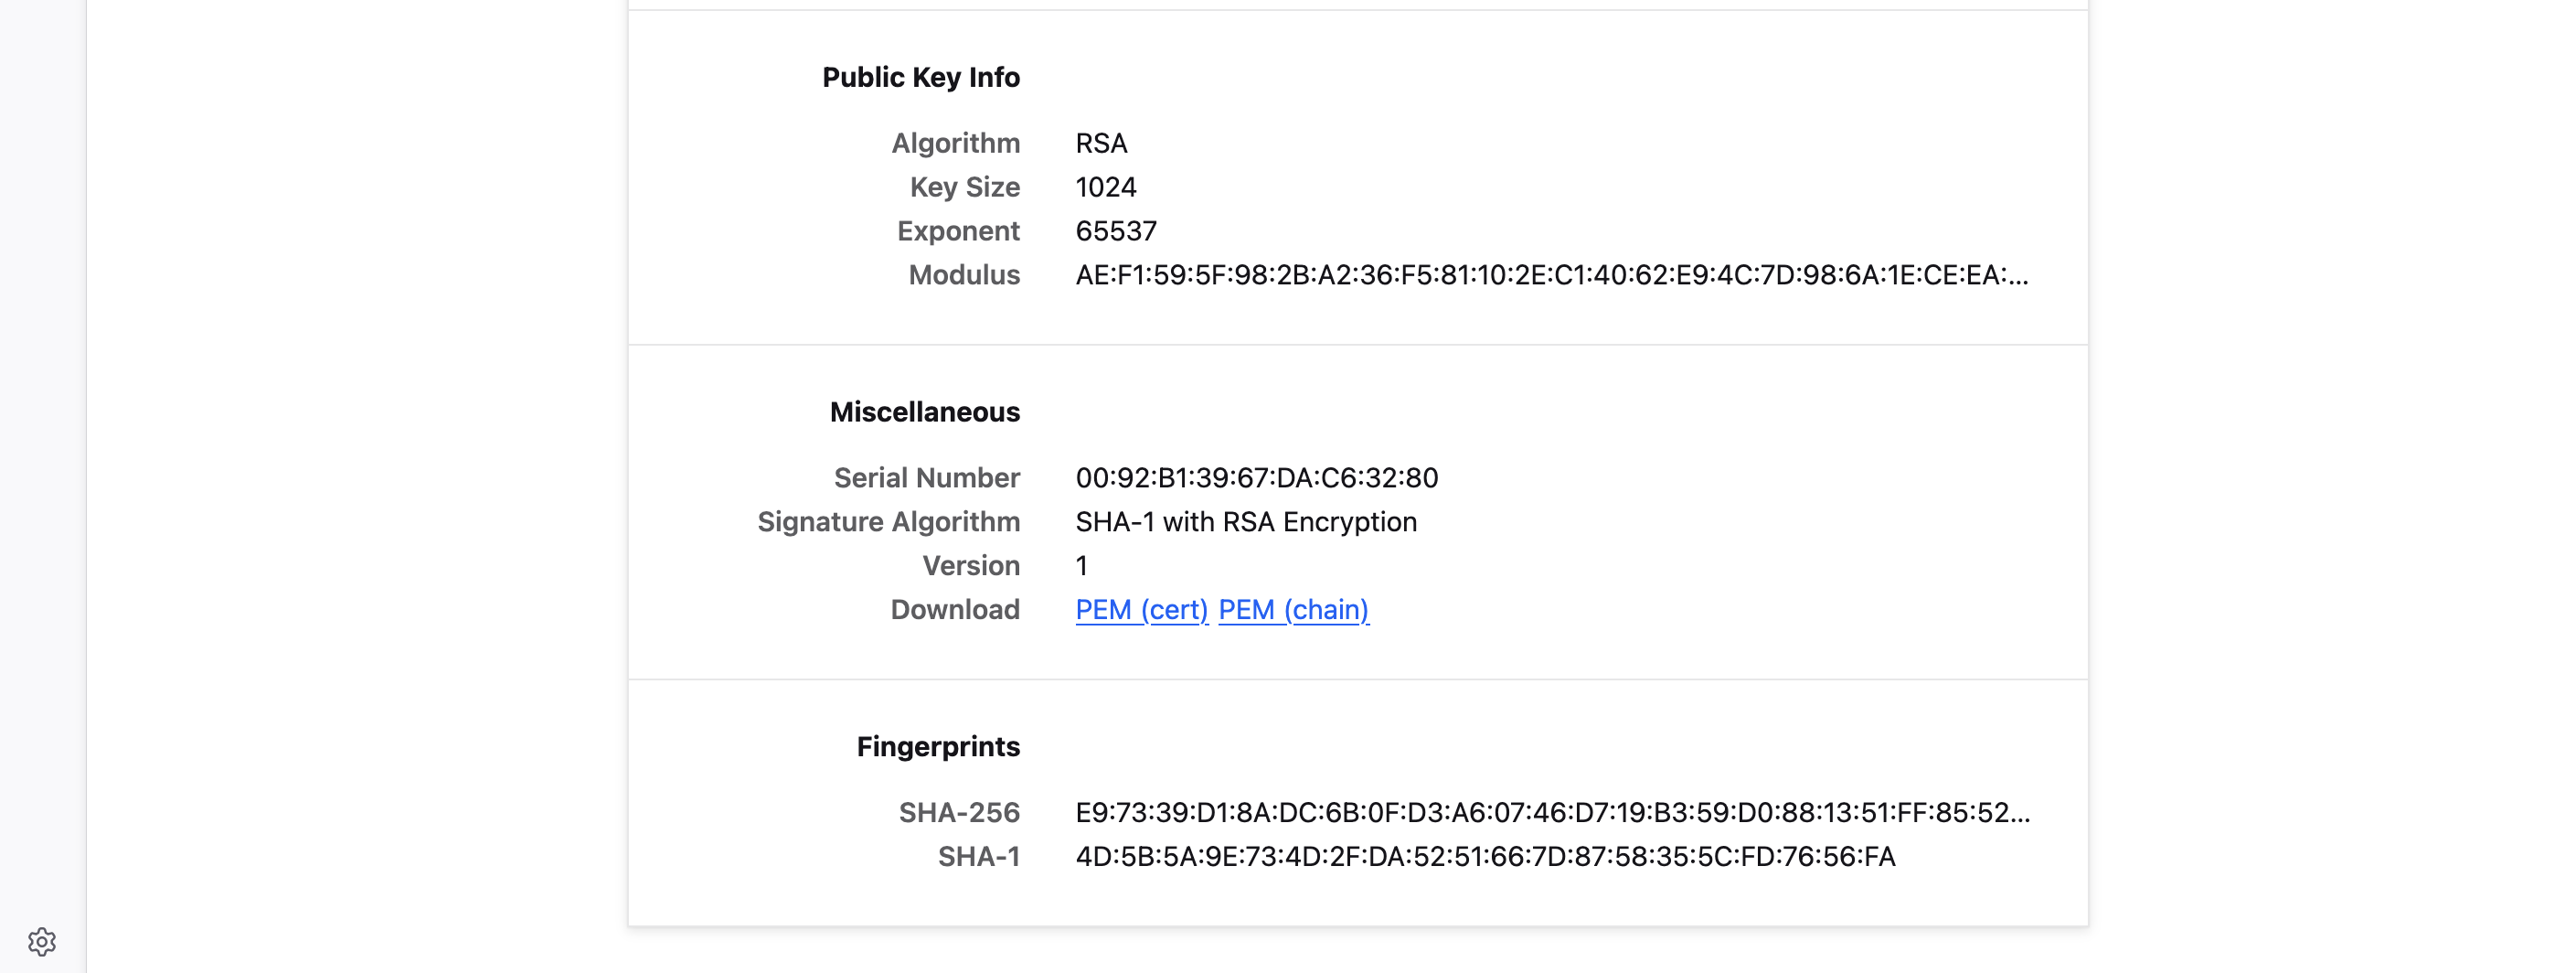 Public Key Info
Algorithm RSA
Key Size 1024
Exponent 65537
Modulus AE:F1:59:5F:98:2B:A2:36:F5:81:10:2E:C1:40:62:E9:4C:7D:98:6A:1E:CE:EA:...
Miscellaneous
Serial Number 00:92:B1:39:67:DA:C6:32:80
Signature Algorithm SHA-1 with RSA Encryption
Version 1
Download PEM (cert) PEM (chain)
Fingerprints
SHA-256 E9:73:39:D1:8A:DC:6B:0F:D3:A6:07:46:D7:19:B3:59:D0:88:13:51:FF:85:52...
SHA-1 4D:5B:5A:9E:73:4D:2F:DA:52:51:66:7D:87:58:35:5C:FD:76:56:FA